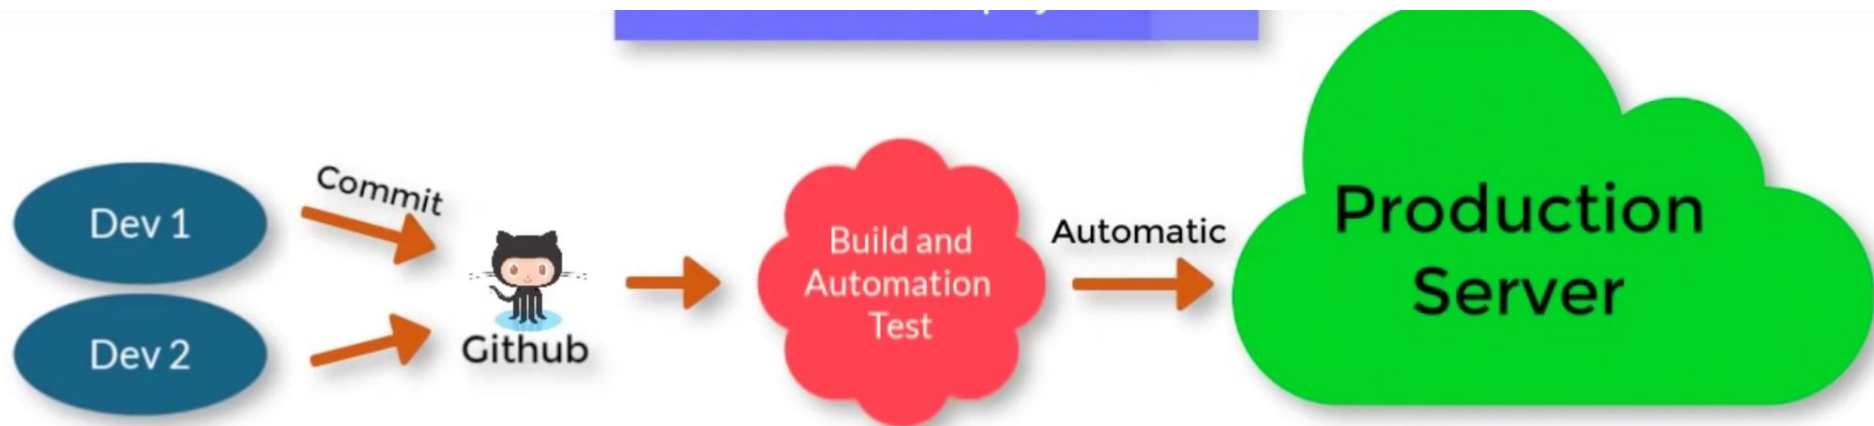 Dev 1
Commit
Dev 2
Github
Build and
Automation
Test
Automatic
Production
Server